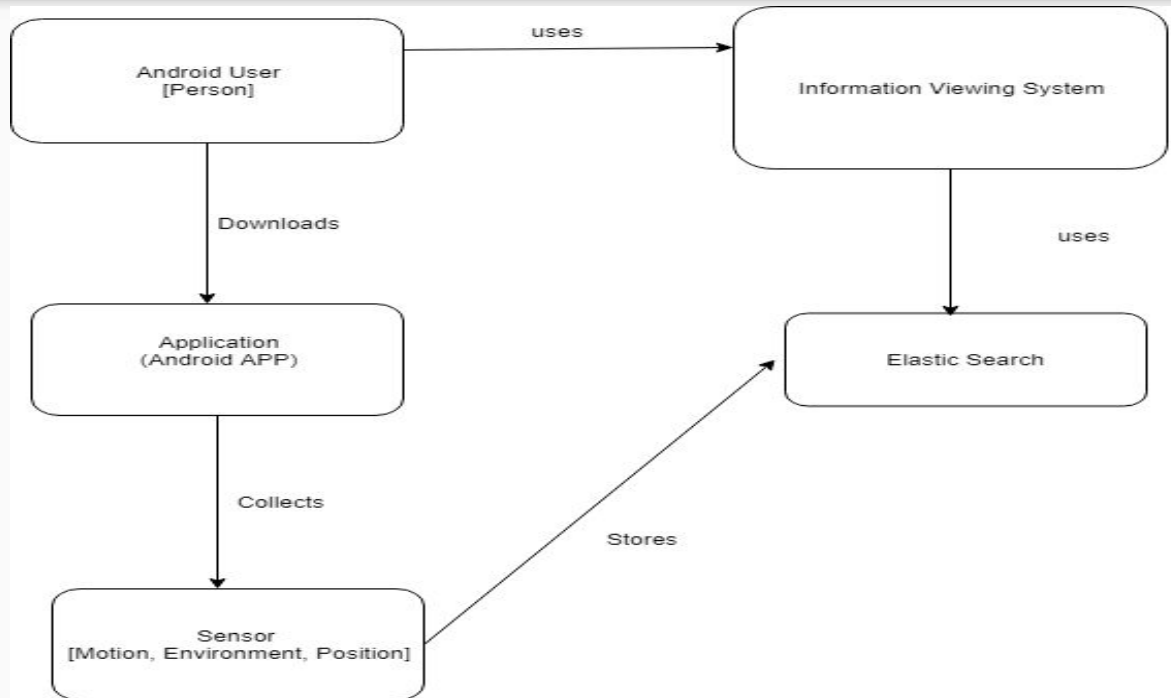 uses
Android User
[Person]
Information Viewing System
Downloads
uses
Application
(Android APP)
Elastic Search
Collects
Stores
Sensor
[Motion, Environment, Position]